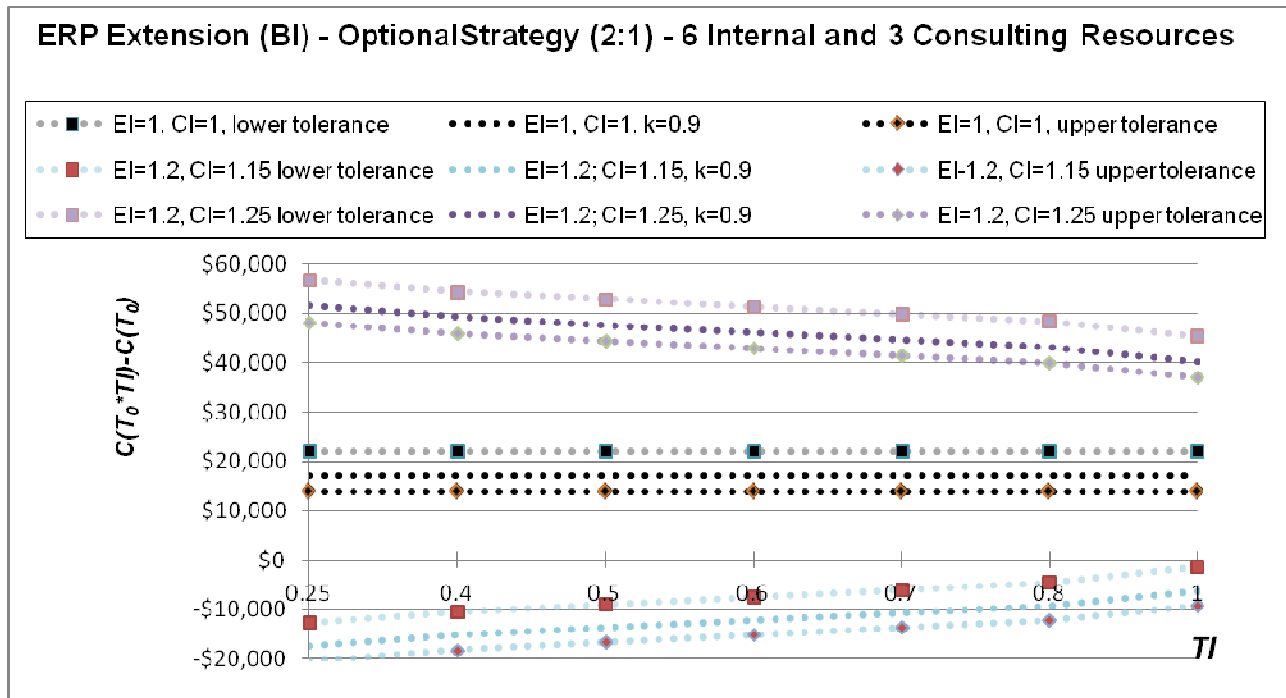 ERP Extension (BI) - OptionalStrategy (2:1) - 6 Internal and 3 Consulting Resources
EI=1, CI=1, lower tolerance EI=1, CI=1, k=0.9 EI=1, CI=1, upper tolerance
EI=1.2, CI=1.15 lower tolerance EI=1.2; CI=1.15, k=0.9 EI-1.2, CI=1.15 upper tolerance
EI=1.2, CI=1.25 lower tolerance EI=1.2; CI=1.25, k=0.9 EI=1.2, CI=1.25 upper tolerance
C(T0*TI)-C(T0)
$60,000
$50,000
$40,000
$30,000
$20,000
$10,000
$0
-$10,000
-$20,000
0.25 0.4 0.5 0.6 0.7 0.8 1
TI